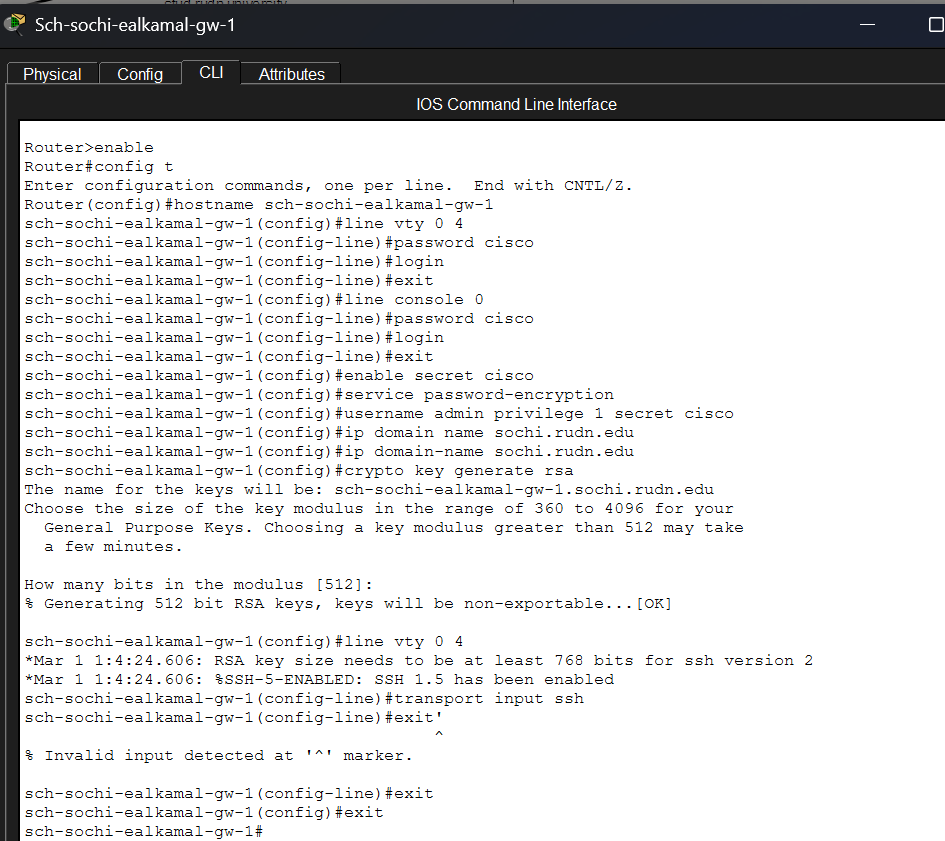 Sch-sochi-ealkamal-gw-1
Physical Config CLI Attributes
IOS Command Line Interface
Router>enable
Router#config t
Enter configuration commands, one per line.  End with CNTL/Z.
Router(config)#hostname sch-sochi-ealkamal-gw-1
sch-sochi-ealkamal-gw-1(config)#line vty 0 4
sch-sochi-ealkamal-gw-1(config-line)#password cisco
sch-sochi-ealkamal-gw-1(config-line)#login
sch-sochi-ealkamal-gw-1(config-line)#exit
sch-sochi-ealkamal-gw-1(config)#line console 0
sch-sochi-ealkamal-gw-1(config-line)#password cisco
sch-sochi-ealkamal-gw-1(config-line)#login
sch-sochi-ealkamal-gw-1(config-line)#exit
sch-sochi-ealkamal-gw-1(config)#enable secret cisco
sch-sochi-ealkamal-gw-1(config)#service password-encryption
sch-sochi-ealkamal-gw-1(config)#username admin privilege 1 secret cisco
sch-sochi-ealkamal-gw-1(config)#ip domain name sochi.rudn.edu
sch-sochi-ealkamal-gw-1(config)#ip domain-name sochi.rudn.edu
sch-sochi-ealkamal-gw-1(config)#crypto key generate rsa
The name for the keys will be: sch-sochi-ealkamal-gw-1.sochi.rudn.edu
Choose the size of the key modulus in the range of 360 to 4096 for your
  General Purpose Keys. Choosing a key modulus greater than 512 may take
  a few minutes.

How many bits in the modulus [512]:
% Generating 512 bit RSA keys, keys will be non-exportable...[OK]

sch-sochi-ealkamal-gw-1(config)#line vty 0 4
*Mar 1 1:4:24.606: RSA key size needs to be at least 768 bits for ssh version 2
*Mar 1 1:4:24.606: %SSH-5-ENABLED: SSH 1.5 has been enabled
sch-sochi-ealkamal-gw-1(config-line)#transport input ssh
sch-sochi-ealkamal-gw-1(config-line)#exit'
^
% Invalid input detected at '^' marker.

sch-sochi-ealkamal-gw-1(config-line)#exit
sch-sochi-ealkamal-gw-1(config)#exit
sch-sochi-ealkamal-gw-1#